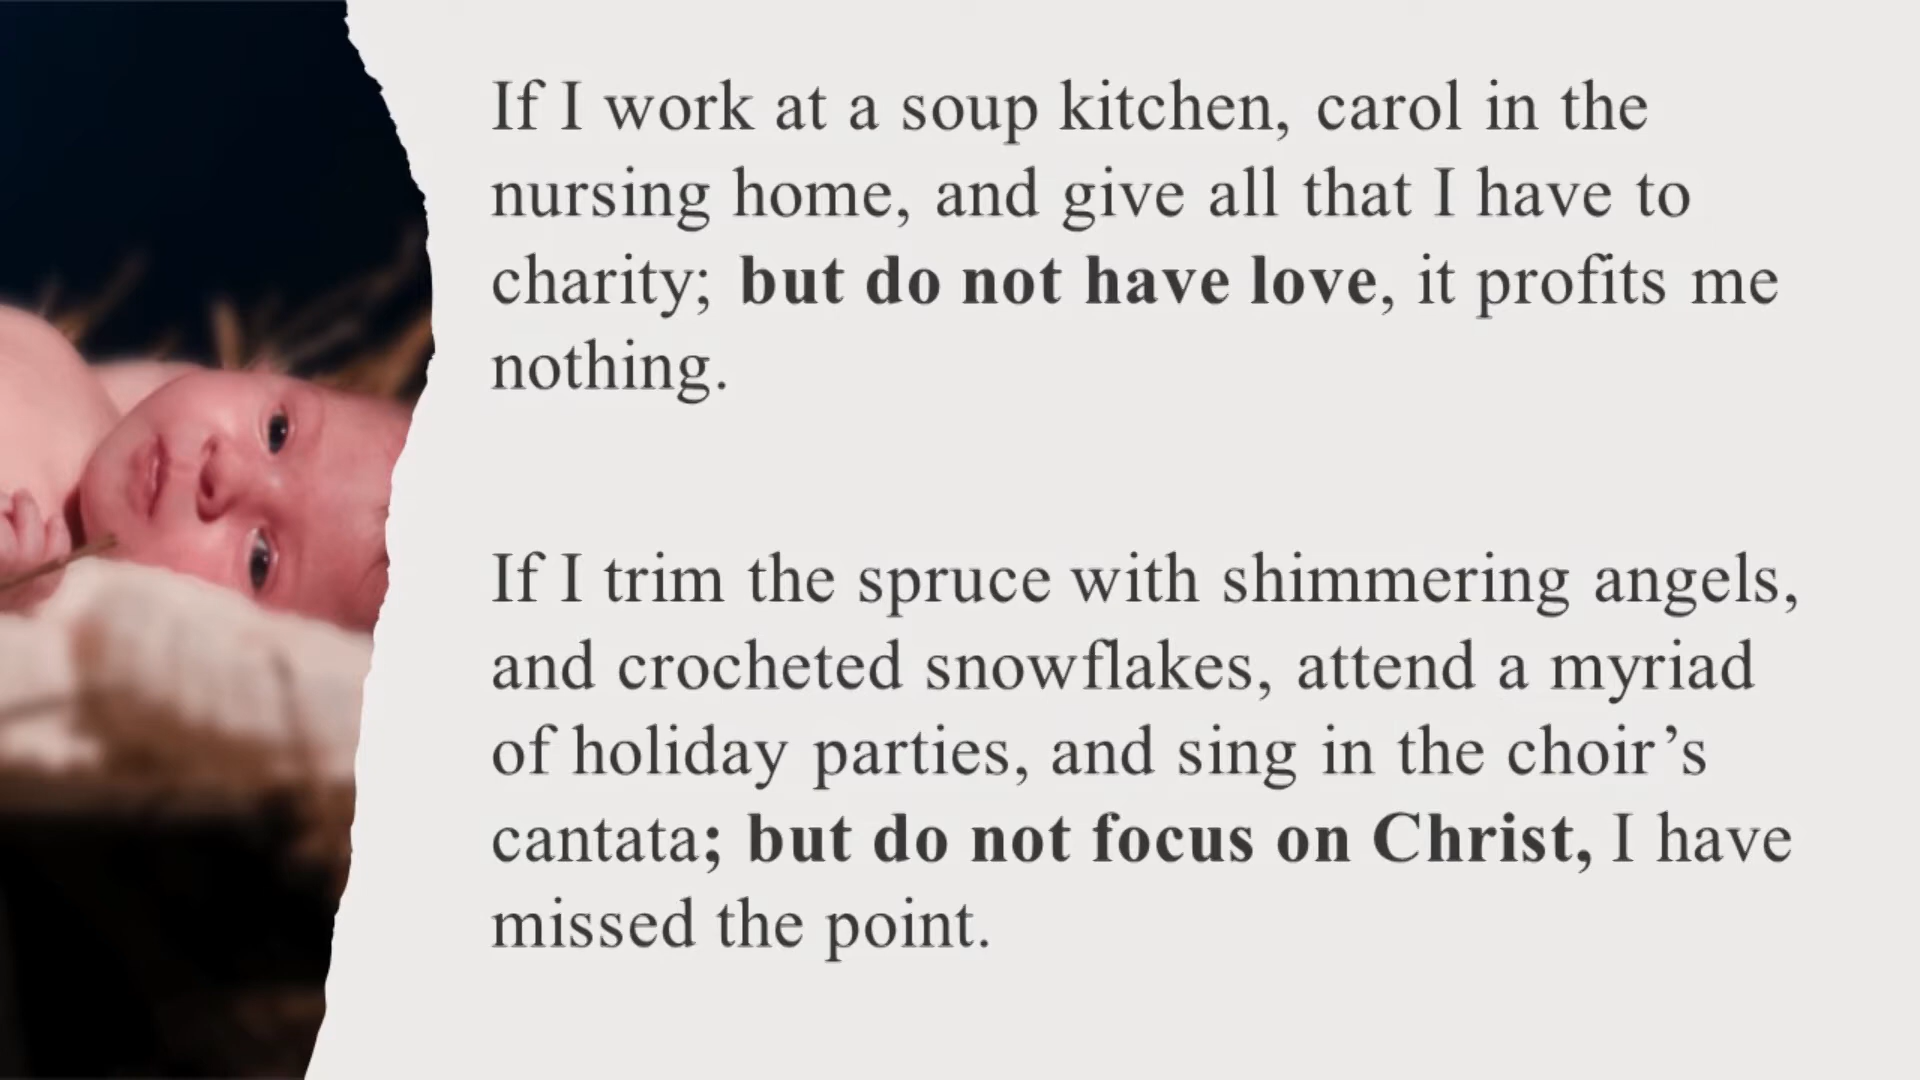 If I work at a soup kitchen, carol in the
nursing home, and give all that I have to
charity; but do not have love, it profits me
nothing.
If I trim the spruce with shimmering angels,
and crocheted snowflakes, attend a myriad
of holiday parties, and sing in the choir’s
cantata; but do not focus on Christ, I have
missed the point.